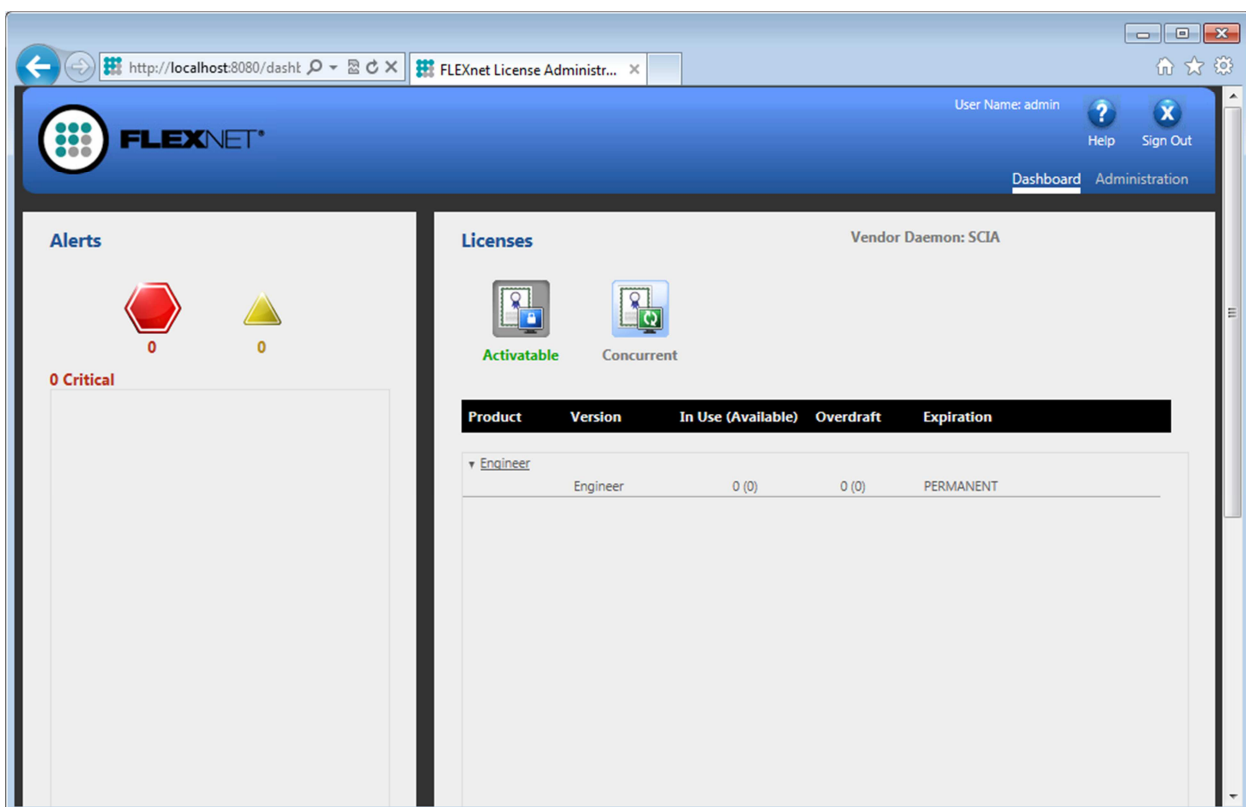 http://localhost:8080/dasht
FLEXnet License Administr...
User Name: admin
FLEXNET®
Help
Sign Out
Dashboard
Administration
Alerts
0
0
0 Critical
Licenses
Vendor Daemon: SCIA
Activatable
Concurrent
Product Version In Use (Available) Overdraft Expiration
Engineer
Engineer 0 (0) 0 (0) PERMANENT